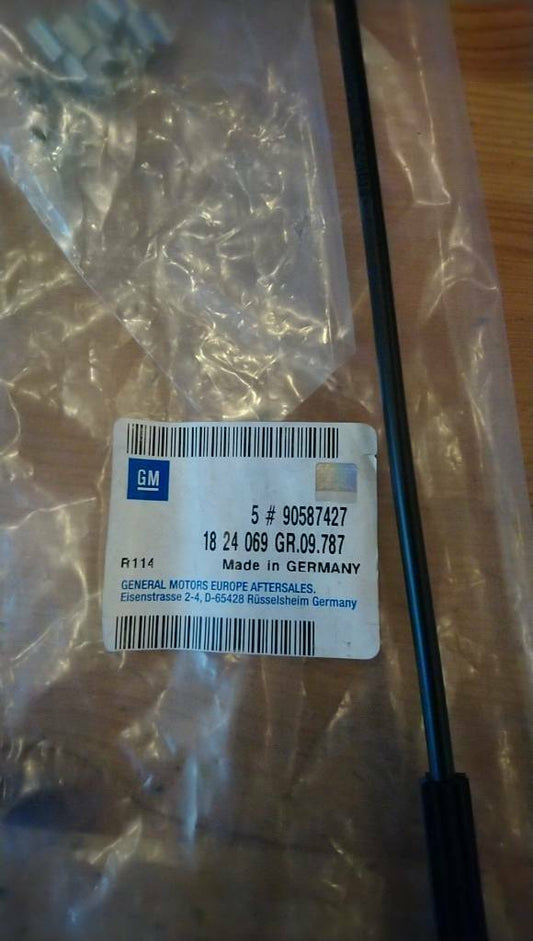 GM
5 # 90587427
18 24 069 GR.09.787
R114 Made in GERMANY
GENERAL MOTORS EUROPE AFTERSALES.
Eisenstrasse 2-4, D-65428 Rüsselsheim Germany